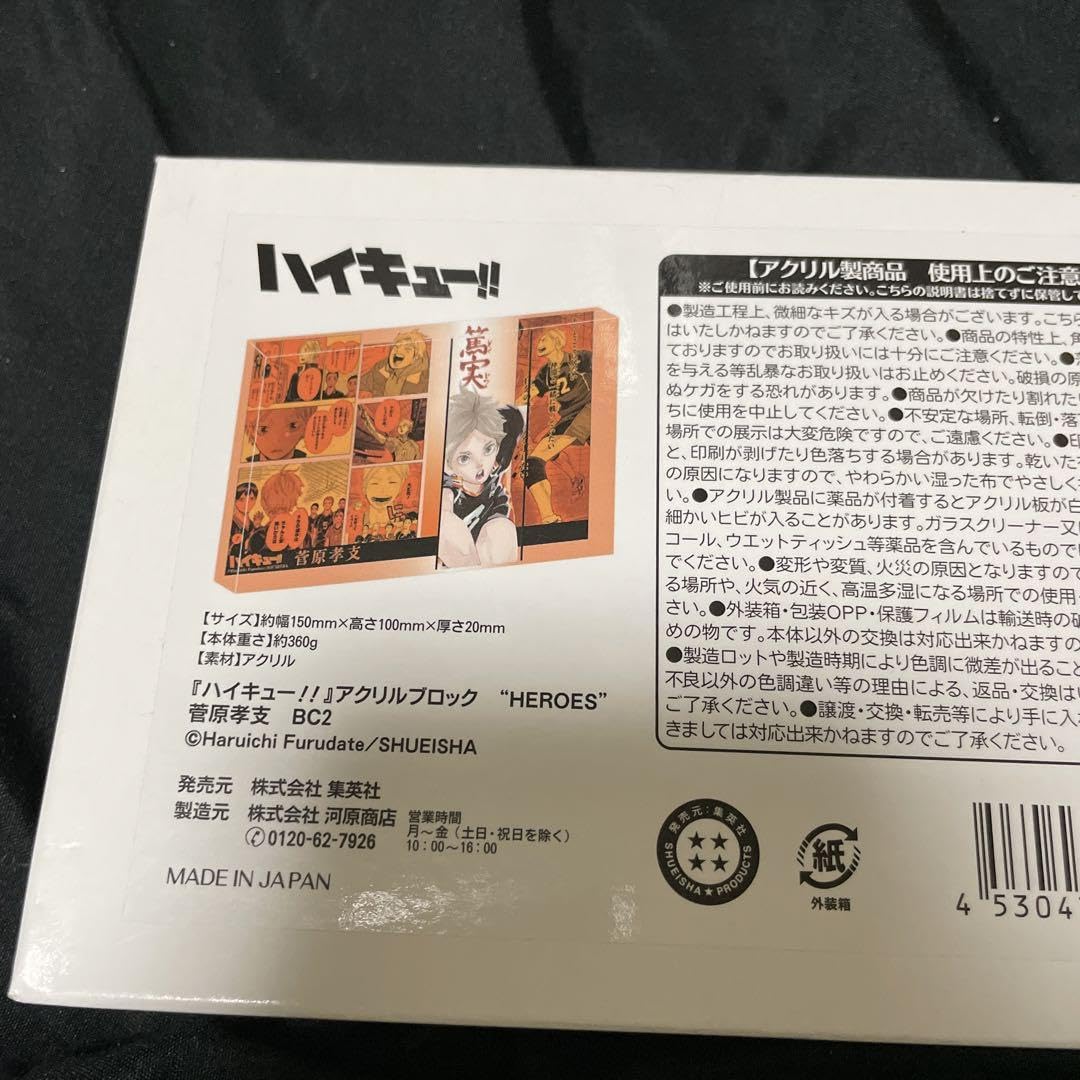 ハイキュー!!
篤実
ハイキュー!!
菅原孝支
【サイズ】約幅150mm×高さ100mm×厚さ20mm
【本体重さ】約360g
【素材】アクリル
『ハイキュー!!』アクリルブロック “HEROES”
菅原孝支 BC2
©Haruichi Furudate/SHUEISHA
発売元 株式会社 集英社
製造元 株式会社 河原商店
0120-62-7926
営業時間
月～金（土日・祝日を除く）
10:00～16:00
MADE IN JAPAN
【アクリル製商品 使用上のご注意
※ご使用前にお読みください。こちらの説明書は捨てずに保管して
●製造工程上、微細なキズが入る場合がございます。こちら
はいたしかねますのでご了承ください。●商品の特性上、角
ておりますのでお取り扱いには十分にご注意ください。●
を与える等乱暴なお取り扱いはお止めください。破損の原
ぬケガをする恐れがあります。●商品が欠けたり割れた
ちに使用を中止してください。●不安定な場所、転倒・落
場所での展示は大変危険ですので、ご遠慮ください。●印
と、印刷が剥げたり色落ちする場合があります。乾いた
の原因になりますので、やわらかい湿った布でやさしく
い。●アクリル製品に薬品が付着するとアクリル板が白
細かいヒビが入ることがあります。ガラスクリーナー又
コール、ウエットティッシュ等薬品を含んでいるもので
でください。●変形や変質、火災の原因となりますので
る場所や、火気の近く、高温多湿になる場所での使用・
さい。●外装箱・包装OPP・保護フィルムは輸送時の破
めの物です。本体以外の交換は対応出来かねますの
●製造ロットや製造時期により色調に微差が出ること
不良以外の色調違い等の理由による、返品・交換は
ご了承ください。●譲渡・交換・転売等により手に入
きましては対応出来かねますのでご了承ください。
発売元:集英社
SHUEISHA★PRODUCTS
紙
外装箱
4 5304